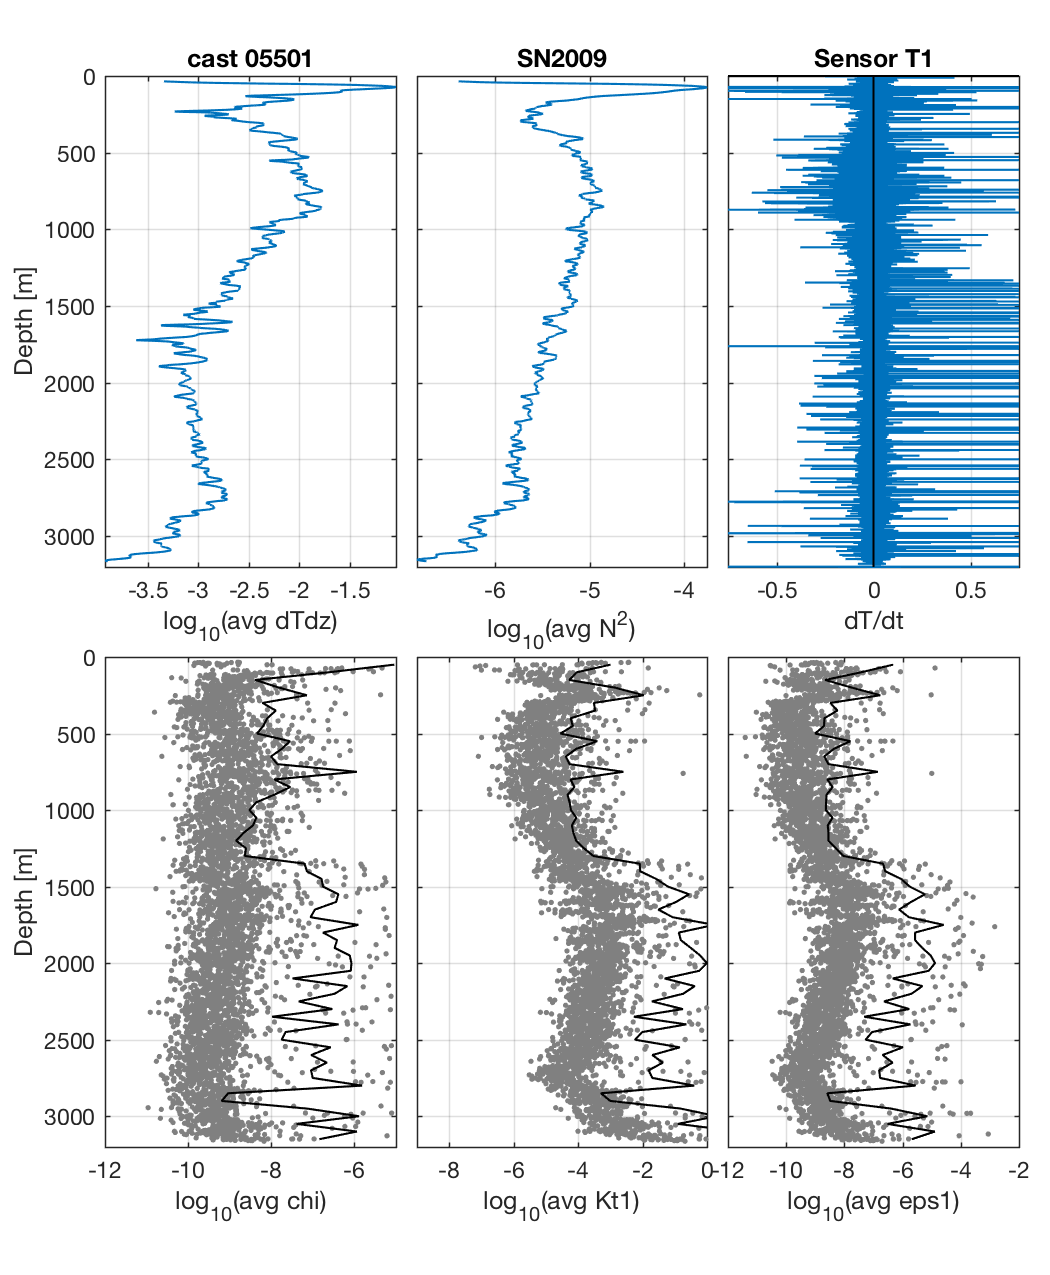 cast 05501 SN2009 Sensor T1
0
500
1000
1500
2000
2500
3000
Depth [m]
-3.5 -3 -2.5 -2 -1.5
log10(avg dTdz)
-6 -5 -4
log10(avg N2)
-0.5 0 0.5
dT/dt
0
500
1000
1500
2000
2500
3000
Depth [m]
-12 -10 -8 -6
log10(avg chi)
-8 -6 -4 -2 0
log10(avg Kt1)
-12 -10 -8 -6 -4 -2
log10(avg eps1)